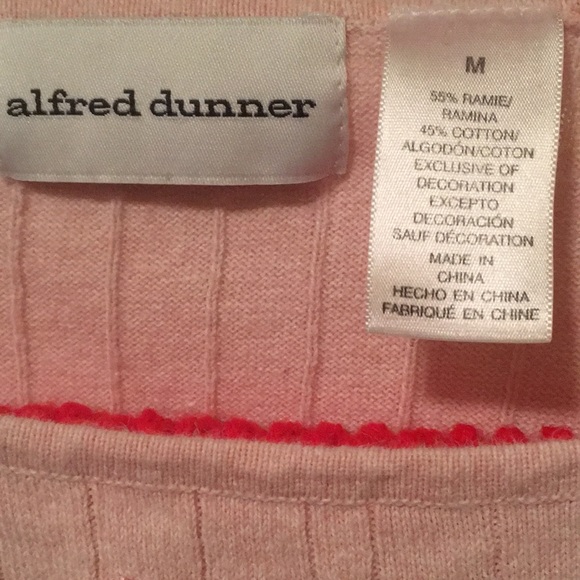 alfred dunner
M
55% RAMIE/
RAMINA
45% COTTON/
ALGODÓN/COTON
EXCLUSIVE OF
DECORATION
EXCEPTO
DECORACIÓN
SAUF DÉCORATION
MADE IN
CHINA
HECHO EN CHINA
FABRIQUÉ EN CHINE